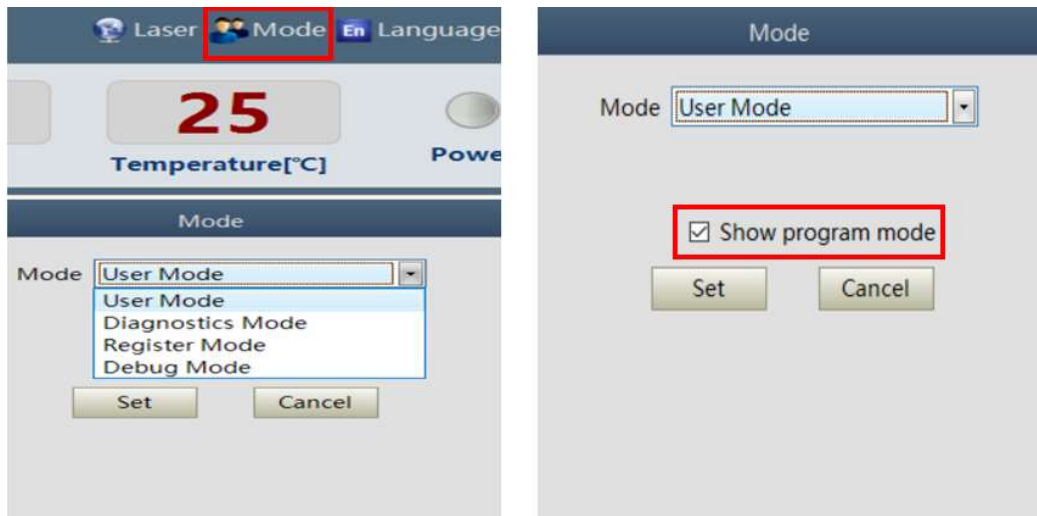 Laser Mode En Language
25
Temperature[°C]
Powe
Mode
Mode User Mode
User Mode
Diagnostics Mode
Register Mode
Debug Mode
Set Cancel
Mode
Mode User Mode
Show program mode
Set Cancel